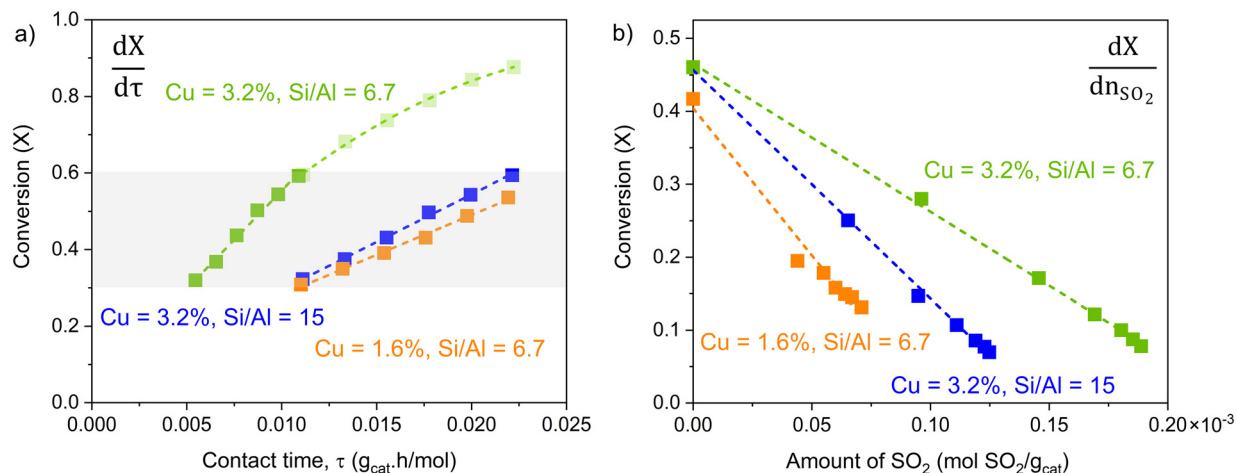 a)
dX
dτ
Cu = 3.2%, Si/Al = 6.7
Cu = 3.2%, Si/Al = 15
Cu = 1.6%, Si/Al = 6.7
Conversion (X)
1.0
0.8
0.6
0.4
0.2
0.0
0.000
0.005
0.010
0.015
0.020
0.025
Contact time, τ (g_cat.h/mol)
b)
dX
dn_SO₂
Cu = 3.2%, Si/Al = 6.7
Cu = 1.6%, Si/Al = 6.7
Cu = 3.2%, Si/Al = 15
Conversion (X)
0.5
0.4
0.3
0.2
0.1
0.0
0.00
0.05
0.10
0.15
0.20×10⁻³
Amount of SO₂ (mol SO₂/g_cat)